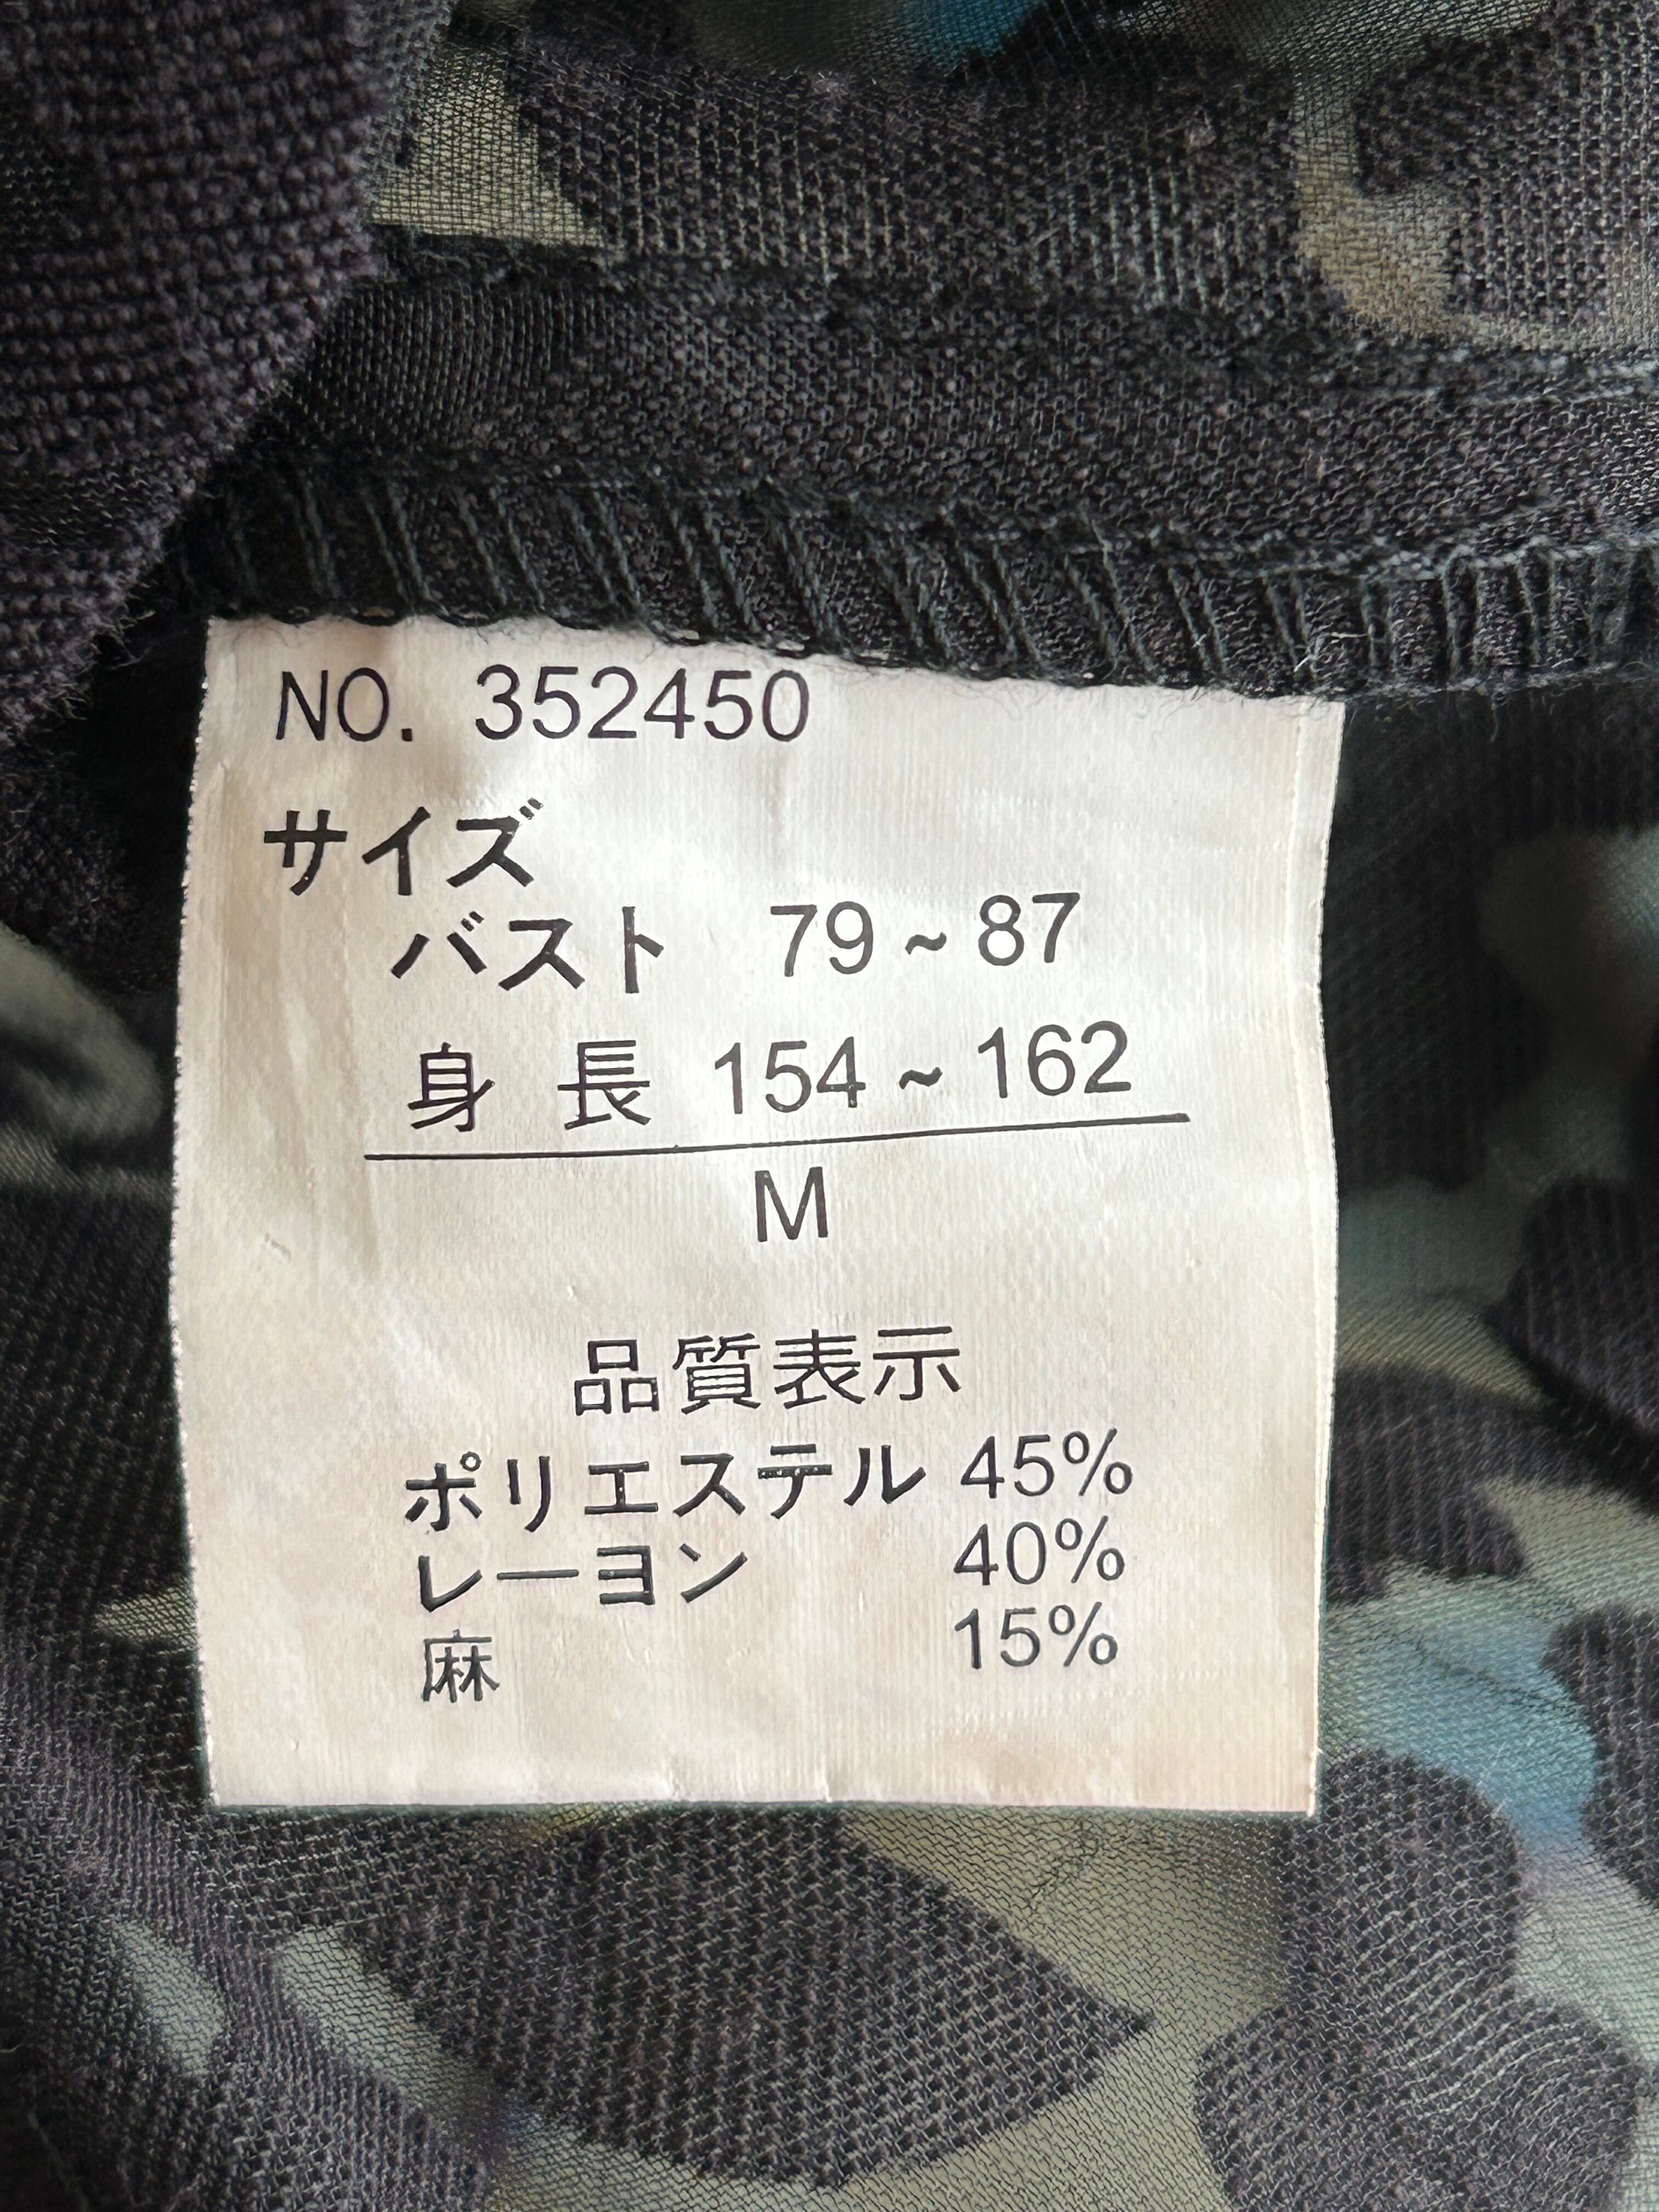 NO. 352450
サイズ
バスト 79~87
身 長 154~162
M
品質表示
ポリエステル 45%
レーヨン 40%
麻 15%